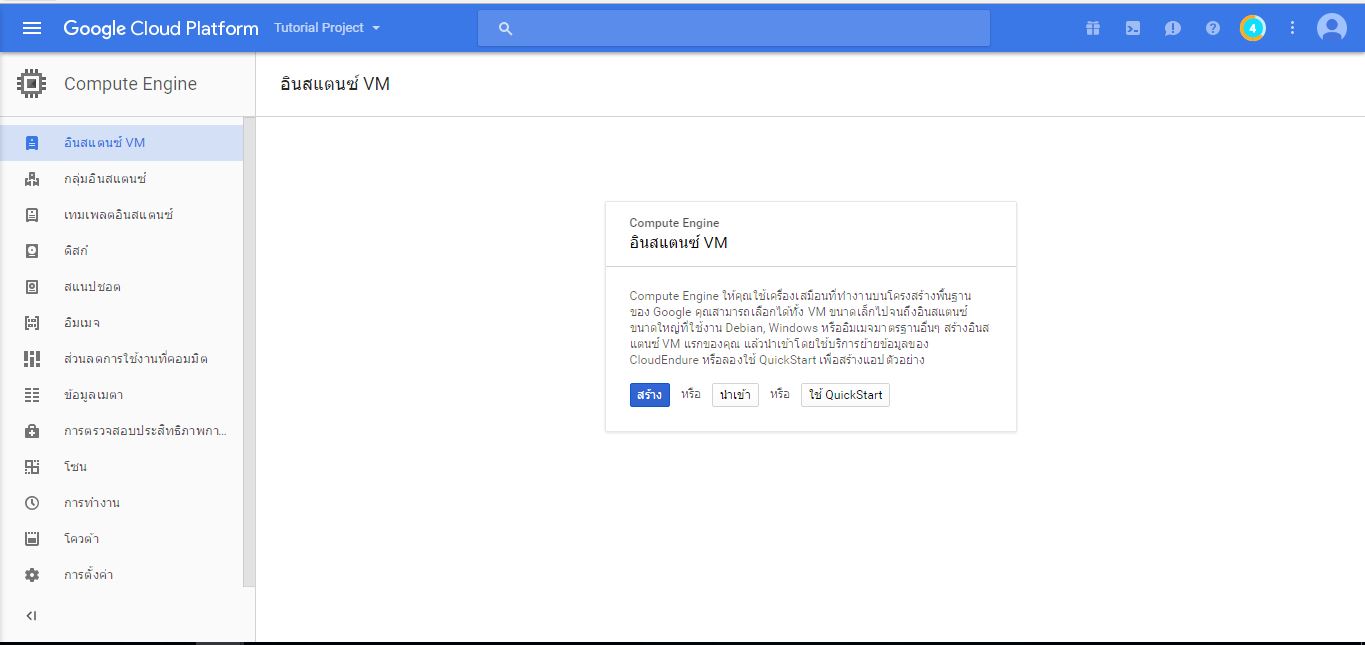 Google Cloud Platform
Tutorial Project
4
Compute Engine
อินสแตนซ์ VM
อินสแตนซ์ VM
กลุ่มอินสแตนซ์
เทมเพลตอินสแตนซ์
ดิสก์
สแนปชอต
อิมเมจ
ส่วนลดการใช้งานที่คอมมิต
ข้อมูลเมตา
การตรวจสอบประสิทธิภาพกา...
โซน
การทำงาน
โควต้า
การตั้งค่า
Compute Engine
อินสแตนซ์ VM
Compute Engine ให้คุณใช้เครื่องเสมือนที่ทำงานบนโครงสร้างพื้นฐาน
ของ Google คุณสามารถเลือกได้ทั้ง VM ขนาดเล็กไปจนถึงอินสแตนซ์
ขนาดใหญ่ที่ใช้งาน Debian, Windows หรืออิมเมจมาตรฐานอื่นๆ สร้างอินส
แตนซ์ VM แรกของคุณ แล้วนำเข้าโดยใช้บริการย้ายข้อมูลของ
CloudEndure หรือลองใช้ QuickStart เพื่อสร้างแอปตัวอย่าง
สร้าง หรือ นำเข้า หรือ ใช้ QuickStart